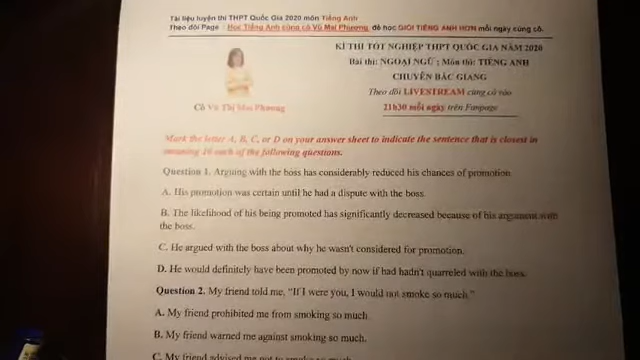 Tài liệu luyện thi THPT Quốc Gia 2020 môn Tiếng Anh
Theo dõi Page : Học Tiếng Anh cùng cô Vũ Mai Phương để học GIỎI TIẾNG ANH HƠN mỗi ngày cùng cô.
KÌ THI TỐT NGHIỆP THPT QUỐC GIA NĂM 2020
Bài thi: NGOẠI NGỮ ; Môn thi: TIẾNG ANH
CHUYÊN BẮC GIANG
Theo dõi LIVESTREAM cùng cô vào
21h30 mỗi ngày trên Fanpage
Cô Vũ Thị Mai Phương
Mark the letter A, B, C, or D on your answer sheet to indicate the sentence that is closest in
meaning to each of the following questions.
Question 1. Arguing with the boss has considerably reduced his chances of promotion.
A. His promotion was certain until he had a dispute with the boss.
B. The likelihood of his being promoted has significantly decreased because of his argument with
the boss.
C. He argued with the boss about why he wasn't considered for promotion.
D. He would definitely have been promoted by now if had hadn't quarreled with the boss.
Question 2. My friend told me, "If I were you, I would not smoke so much."
A. My friend prohibited me from smoking so much.
B. My friend warned me against smoking so much.
C. My friend advised me not to smoke so much.